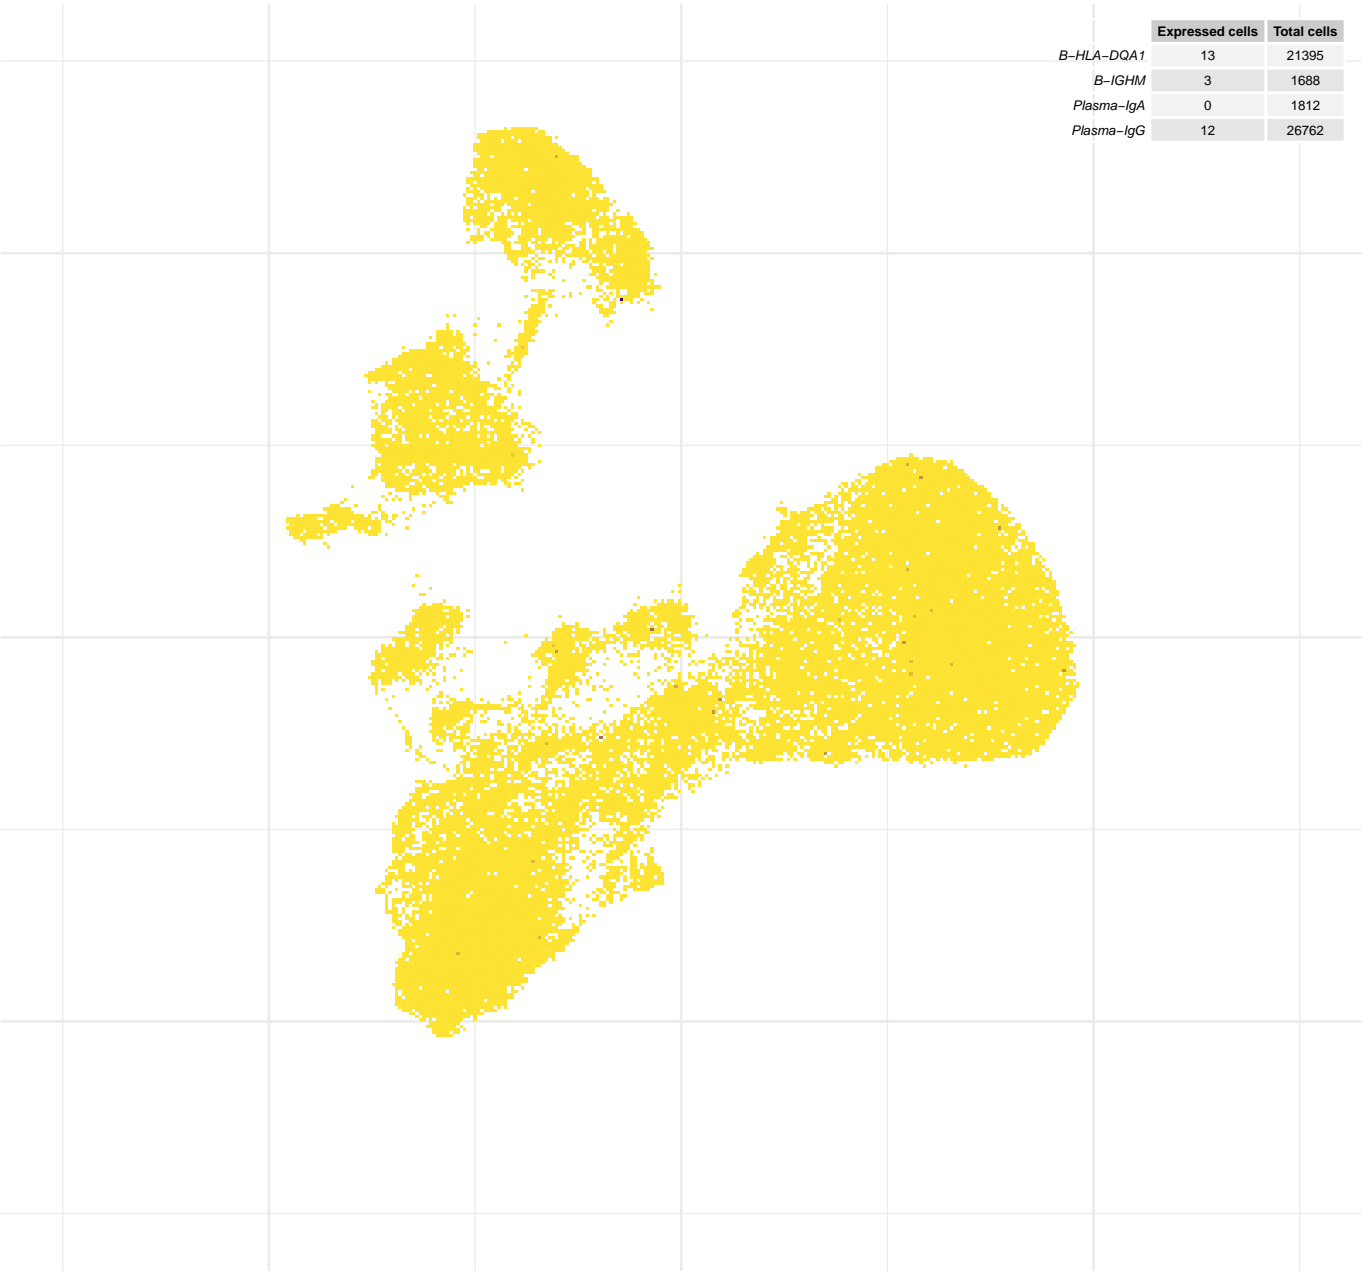 Expressed cells Total cells
B−HLA−DQA1 13 21395
B−IGHM 3 1688
Plasma−IgA 0 1812
Plasma−IgG 12 26762